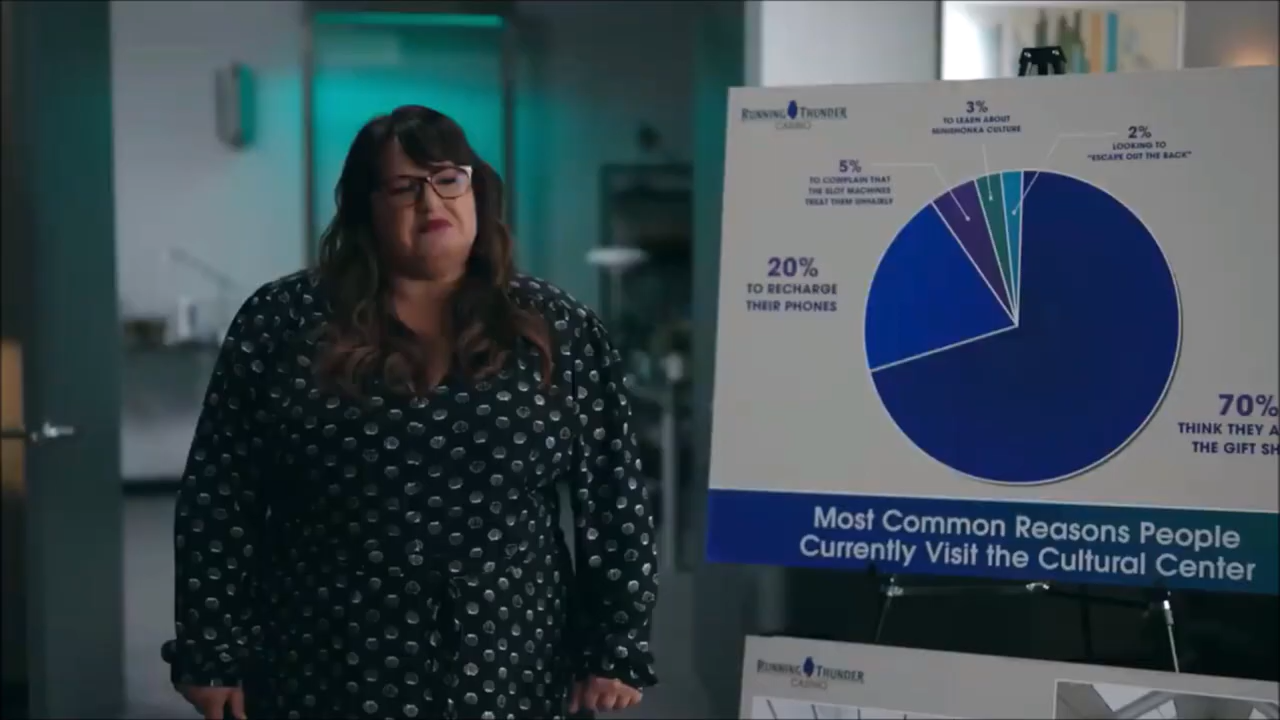 RUNNING THUNDER
CASINO
3%
TO LEARN ABOUT
MINISHONKA CULTURE
2%
LOOKING TO
"ESCAPE OUT THE BACK"
5%
TO COMPLAIN THAT
THE SLOT MACHINES
TREAT THEM UNFAIRLY
20%
TO RECHARGE
THEIR PHONES
70%
THINK THEY A
THE GIFT SH
Most Common Reasons People
Currently Visit the Cultural Center
RUNNING THUNDER
CASINO